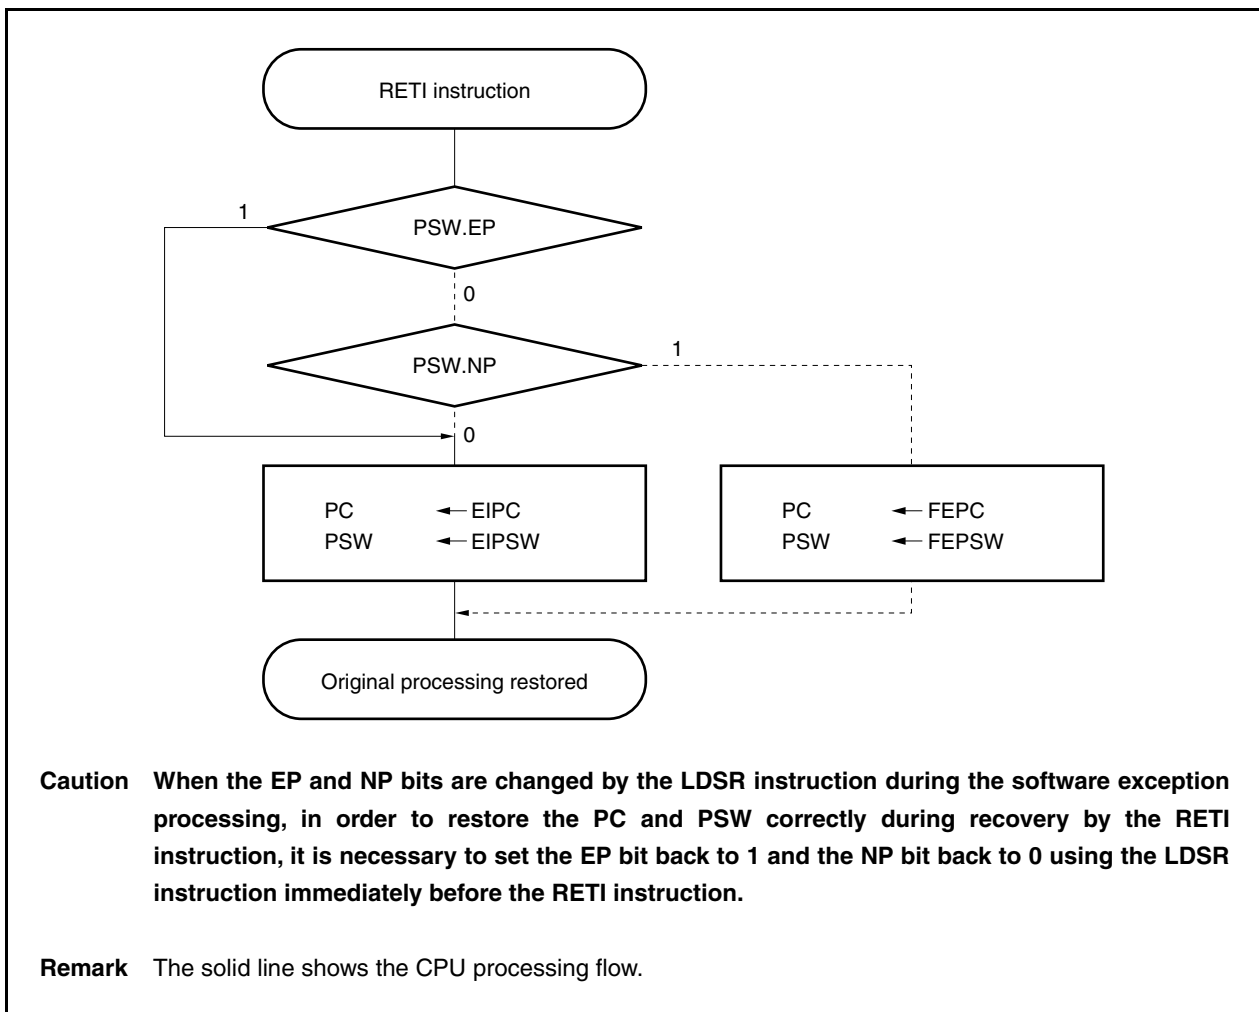 RETI instruction
1
PSW.EP
0
1
PSW.NP
0
PC ← EIPC
PSW ← EIPSW
PC ← FEPC
PSW ← FEPSW
Original processing restored
Caution When the EP and NP bits are changed by the LDSR instruction during the software exception
processing, in order to restore the PC and PSW correctly during recovery by the RETI
instruction, it is necessary to set the EP bit back to 1 and the NP bit back to 0 using the LDSR
instruction immediately before the RETI instruction.
Remark The solid line shows the CPU processing flow.